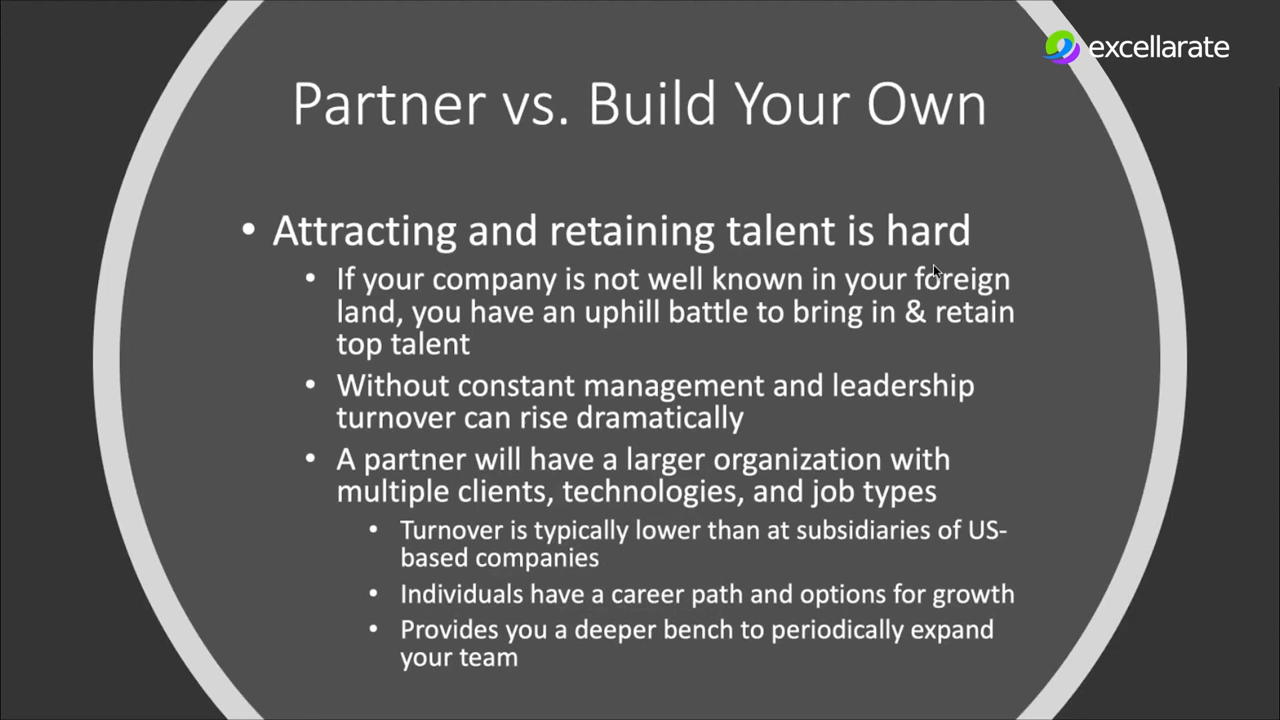 excellarate
Partner vs. Build Your Own
• Attracting and retaining talent is hard
• If your company is not well known in your foreign
land, you have an uphill battle to bring in & retain
top talent
• Without constant management and leadership
turnover can rise dramatically
• A partner will have a larger organization with
multiple clients, technologies, and job types
• Turnover is typically lower than at subsidiaries of US-
based companies
• Individuals have a career path and options for growth
• Provides you a deeper bench to periodically expand
your team